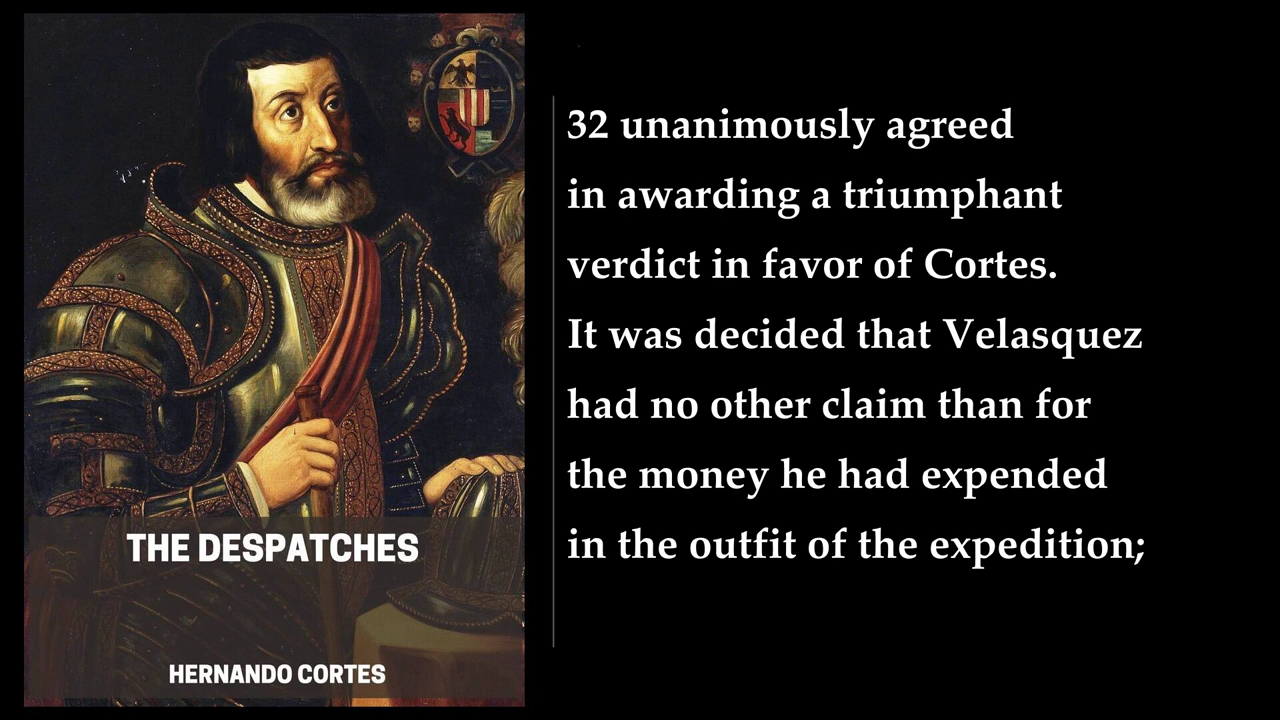 THE DESPATCHES
HERNANDO CORTES
32 unanimously agreed
in awarding a triumphant
verdict in favor of Cortes.
It was decided that Velasquez
had no other claim than for
the money he had expended
in the outfit of the expedition;